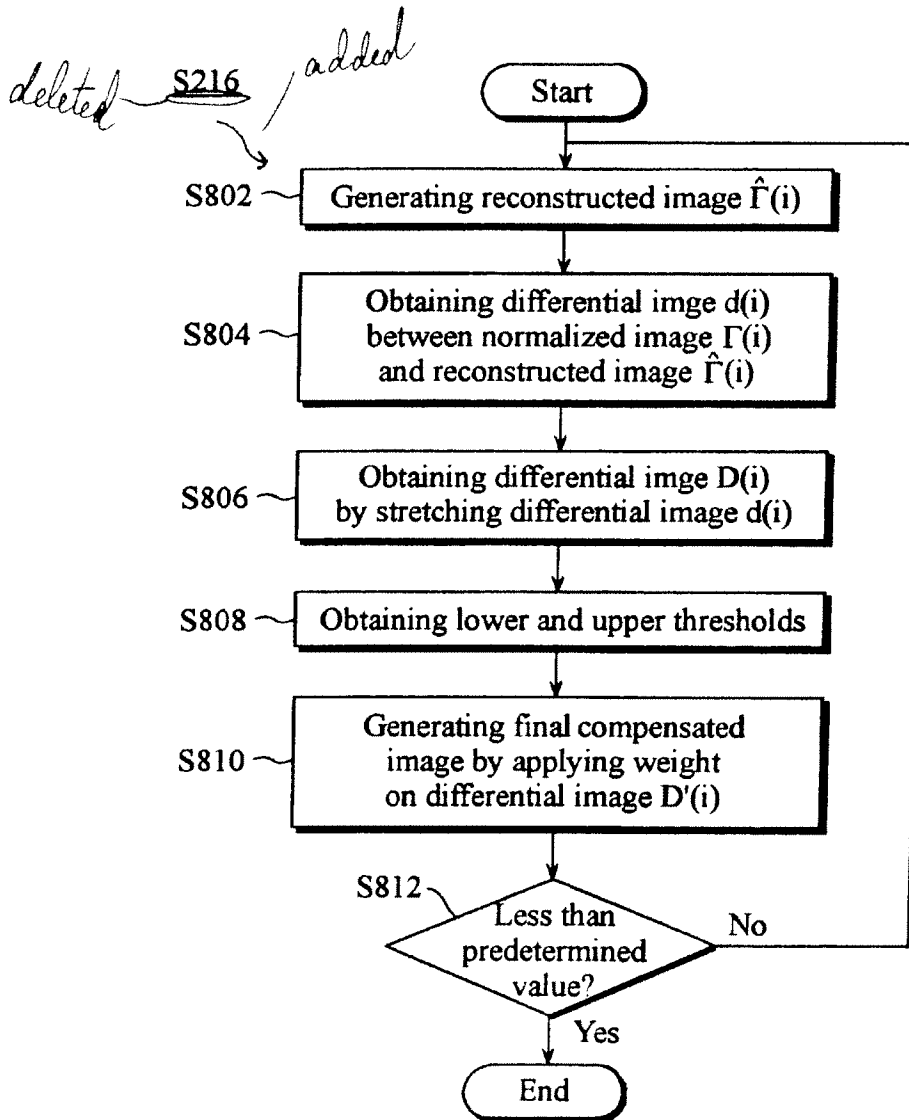 deleted S216 added
Start
S802 Generating reconstructed image Γ̂(i)
Obtaining differential imge d(i)
S804 between normalized image Γ(i)
and reconstructed image Γ̂(i)
Obtaining differential imge D(i)
S806 by stretching differential image d(i)
S808 Obtaining lower and upper thresholds
Generating final compensated
S810 image by applying weight
on differential image D'(i)
S812
Less than
predetermined
value?
No
Yes
End